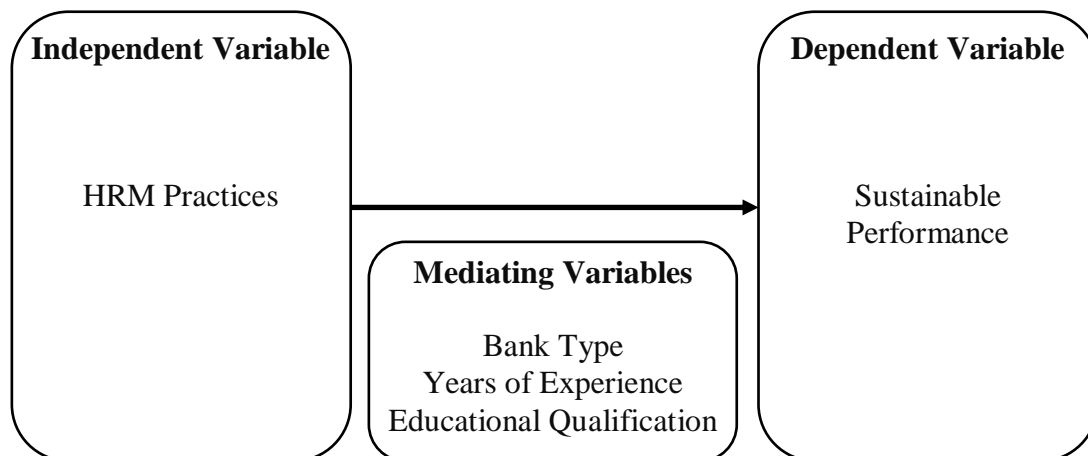 Independent Variable
HRM Practices
Mediating Variables
Bank Type
Years of Experience
Educational Qualification
Dependent Variable
Sustainable
Performance